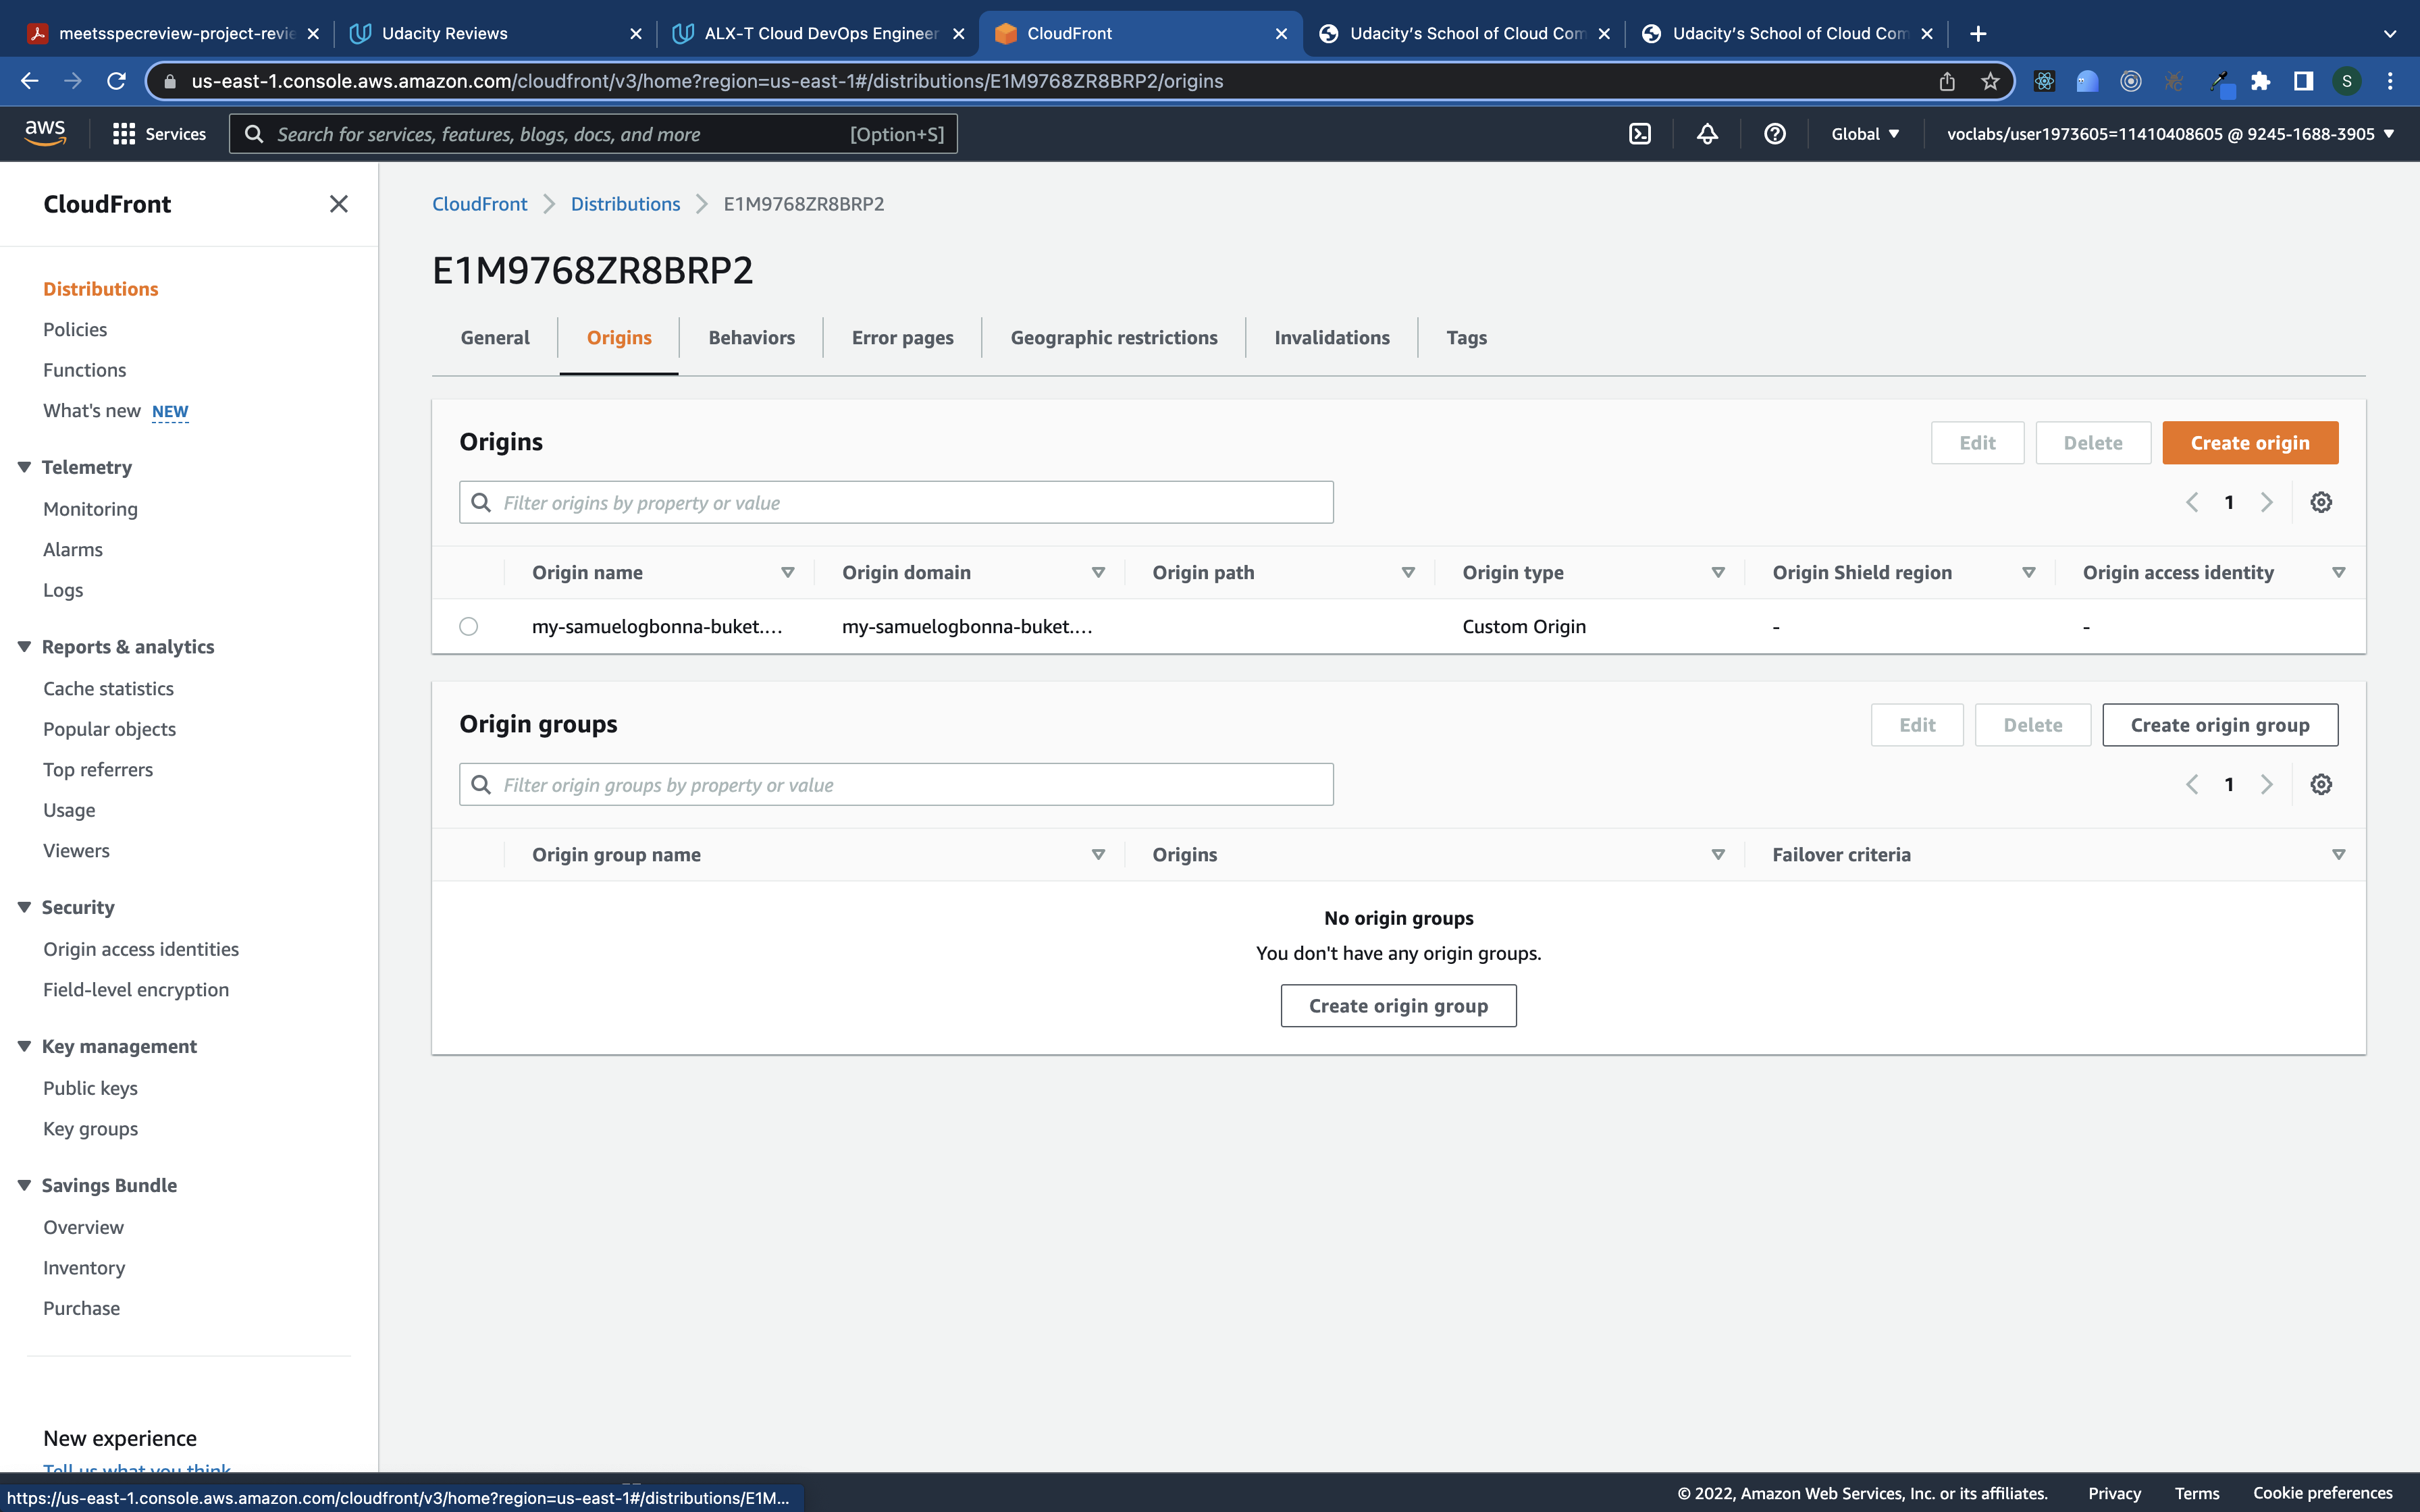 meetsspecreview-project-revie
Udacity Reviews
ALX-T Cloud DevOps Engineer
CloudFront
Udacity's School of Cloud Com
Udacity's School of Cloud Com
us-east-1.console.aws.amazon.com/cloudfront/v3/home?region=us-east-1#/distributions/E1M9768ZR8BRP2/origins
S
aws
Services
Search for services, features, blogs, docs, and more
[Option+S]
Global
voclabs/user1973605=11410408605 @ 9245-1688-3905
CloudFront
Distributions
Policies
Functions
What's new NEW
Telemetry
Monitoring
Alarms
Logs
Reports & analytics
Cache statistics
Popular objects
Top referrers
Usage
Viewers
Security
Origin access identities
Field-level encryption
Key management
Public keys
Key groups
Savings Bundle
Overview
Inventory
Purchase
New experience
Tell us what you think
CloudFront
Distributions
E1M9768ZR8BRP2
E1M9768ZR8BRP2
General
Origins
Behaviors
Error pages
Geographic restrictions
Invalidations
Tags
Origins
Edit
Delete
Create origin
Filter origins by property or value
1
Origin name
Origin domain
Origin path
Origin type
Origin Shield region
Origin access identity
my-samuelogbonna-buket....
my-samuelogbonna-buket....
Custom Origin
-
-
Origin groups
Edit
Delete
Create origin group
Filter origin groups by property or value
1
Origin group name
Origins
Failover criteria
No origin groups
You don't have any origin groups.
Create origin group
https://us-east-1.console.aws.amazon.com/cloudfront/v3/home?region=us-east-1#/distributions/E1M...
© 2022, Amazon Web Services, Inc. or its affiliates.
Privacy
Terms
Cookie preferences